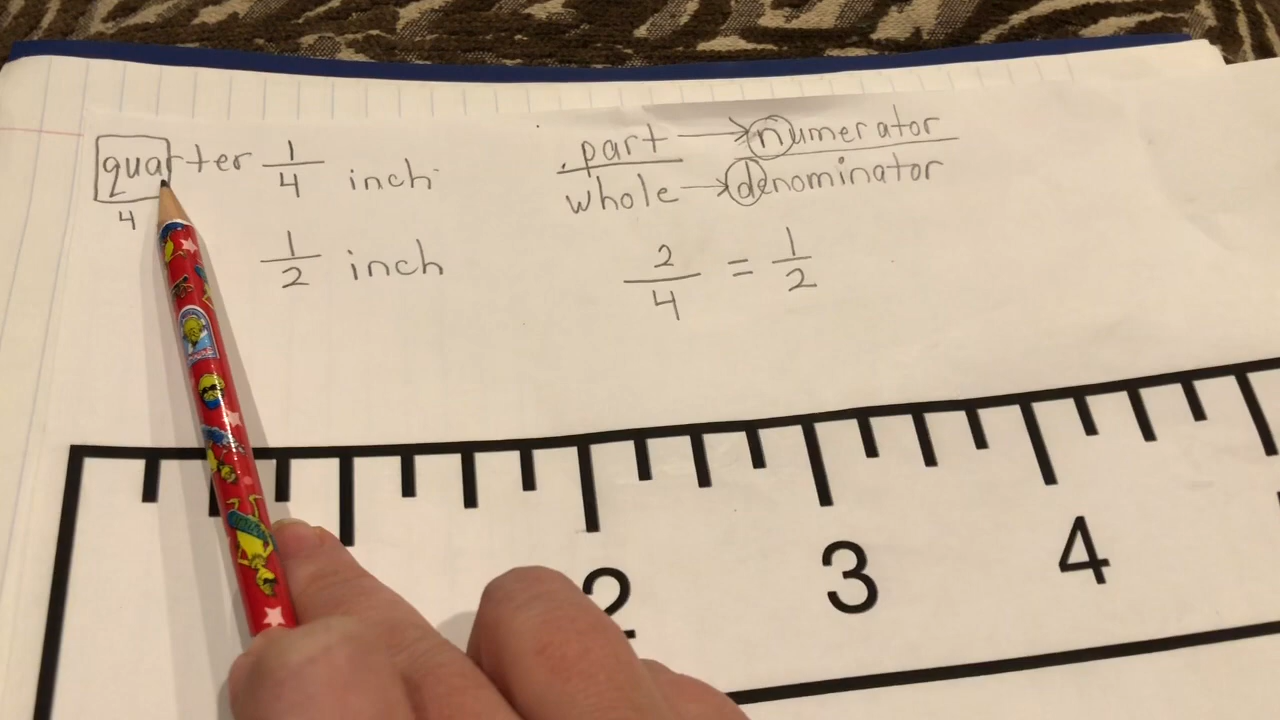 quarter 1/4 inch
4
1/2 inch
part → numerator
whole → denominator
2/4 = 1/2
2 3 4